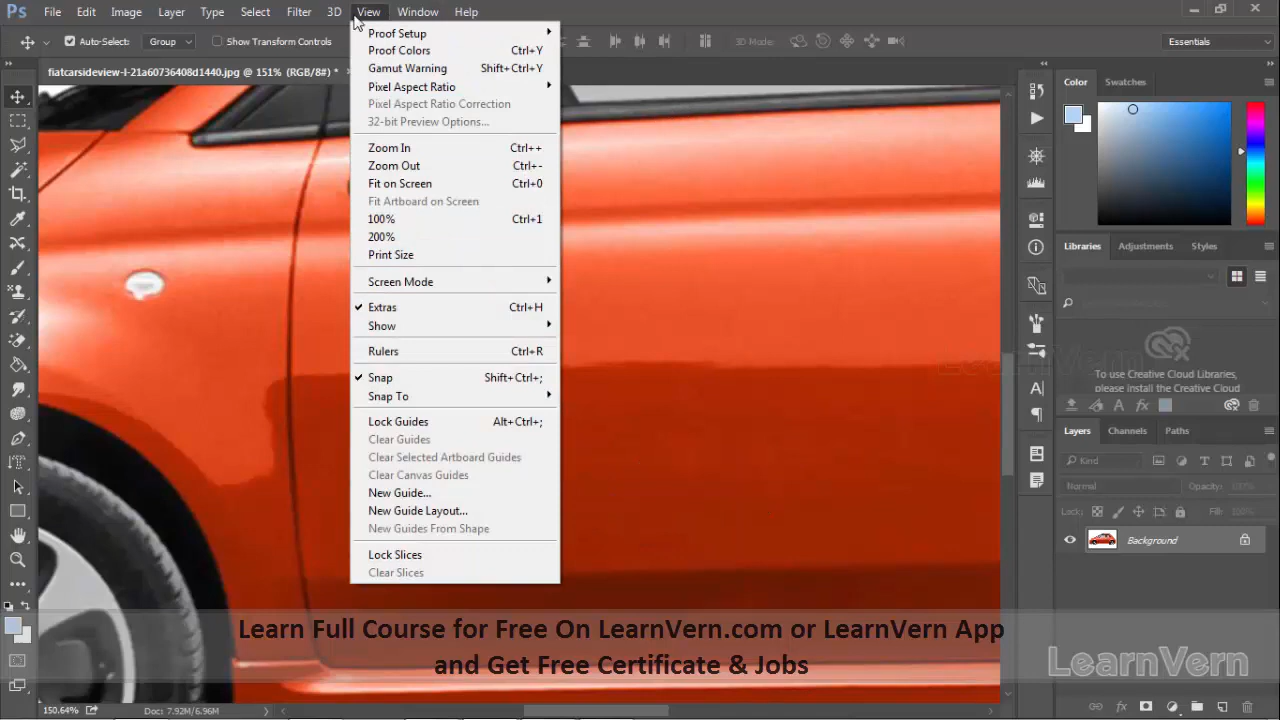 Ps File Edit Image Layer Type Select Filter 3D View Window Help
Auto-Select: Group Show Transform Controls 3D Mode: Essentials
fiatcarsideview-l-21a60736408d1440.jpg @ 151% (RGB/8#) * ×
Proof Setup
Proof Colors Ctrl+Y
Gamut Warning Shift+Ctrl+Y
Pixel Aspect Ratio
Pixel Aspect Ratio Correction
32-bit Preview Options...
Zoom In Ctrl++
Zoom Out Ctrl+-
Fit on Screen Ctrl+0
Fit Artboard on Screen
100% Ctrl+1
200%
Print Size
Screen Mode
Extras Ctrl+H
Show
Rulers Ctrl+R
Snap Shift+Ctrl+;
Snap To
Lock Guides Alt+Ctrl+;
Clear Guides
Clear Selected Artboard Guides
Clear Canvas Guides
New Guide...
New Guide Layout...
New Guides From Shape
Lock Slices
Clear Slices
Color Swatches
Libraries Adjustments Styles
LearnVern
To use Creative Cloud Libraries,
please install the Creative Cloud
Layers Channels Paths
Kind
Normal Opacity: 100%
Lock: Fill: 100%
Background
Learn Full Course for Free On LearnVern.com or LearnVern App
and Get Free Certificate & Jobs
LearnVern
150.64% Doc: 7.92M/6.96M